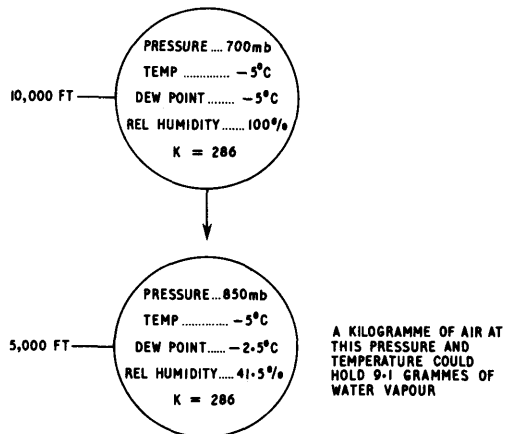 10,000 FT
PRESSURE .... 700mb
TEMP .............. −5°C
DEW POINT ........ −5°C
REL HUMIDITY ....... 100%
K = 286
5,000 FT
PRESSURE ... 850mb
TEMP .............. −5°C
DEW POINT ...... −2·5°C
REL HUMIDITY ..... 41·5%
K = 286
A KILOGRAMME OF AIR AT
THIS PRESSURE AND
TEMPERATURE COULD
HOLD 9·1 GRAMMES OF
WATER VAPOUR